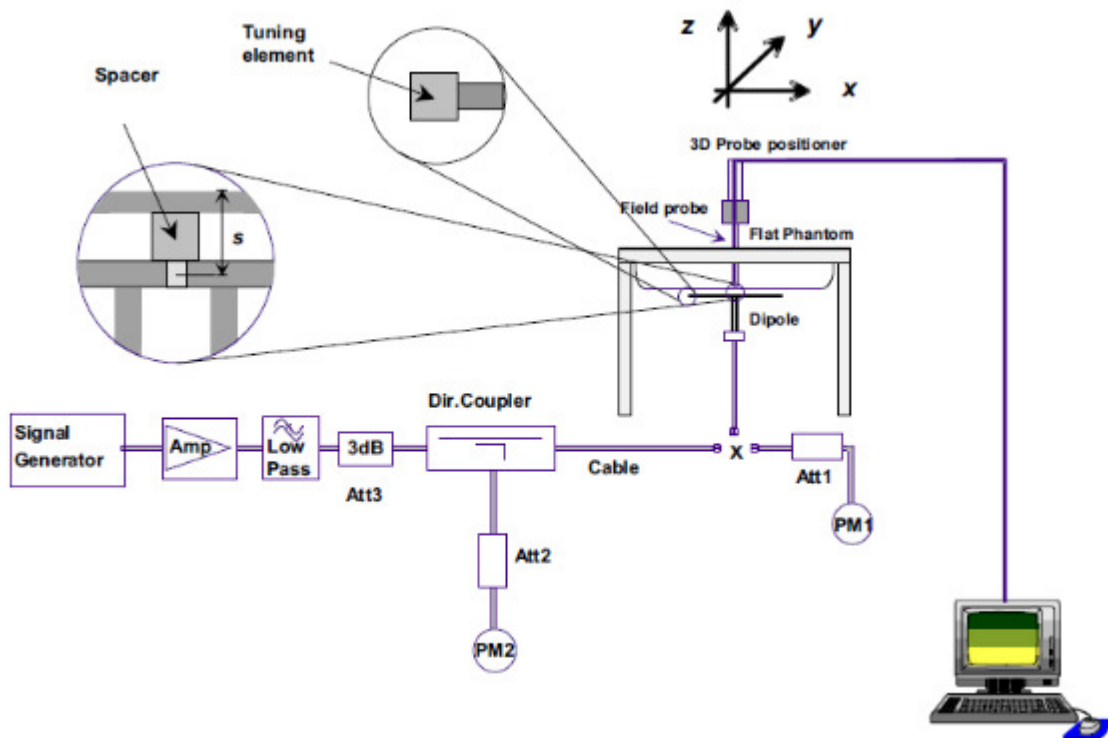 Tuning
element
Spacer
s
z
y
x
3D Probe positioner
Field probe
Flat Phantom
Dipole
Dir.Coupler
Signal
Generator
Amp
Low
Pass
3dB
Att3
Cable
X
Att1
PM1
Att2
PM2